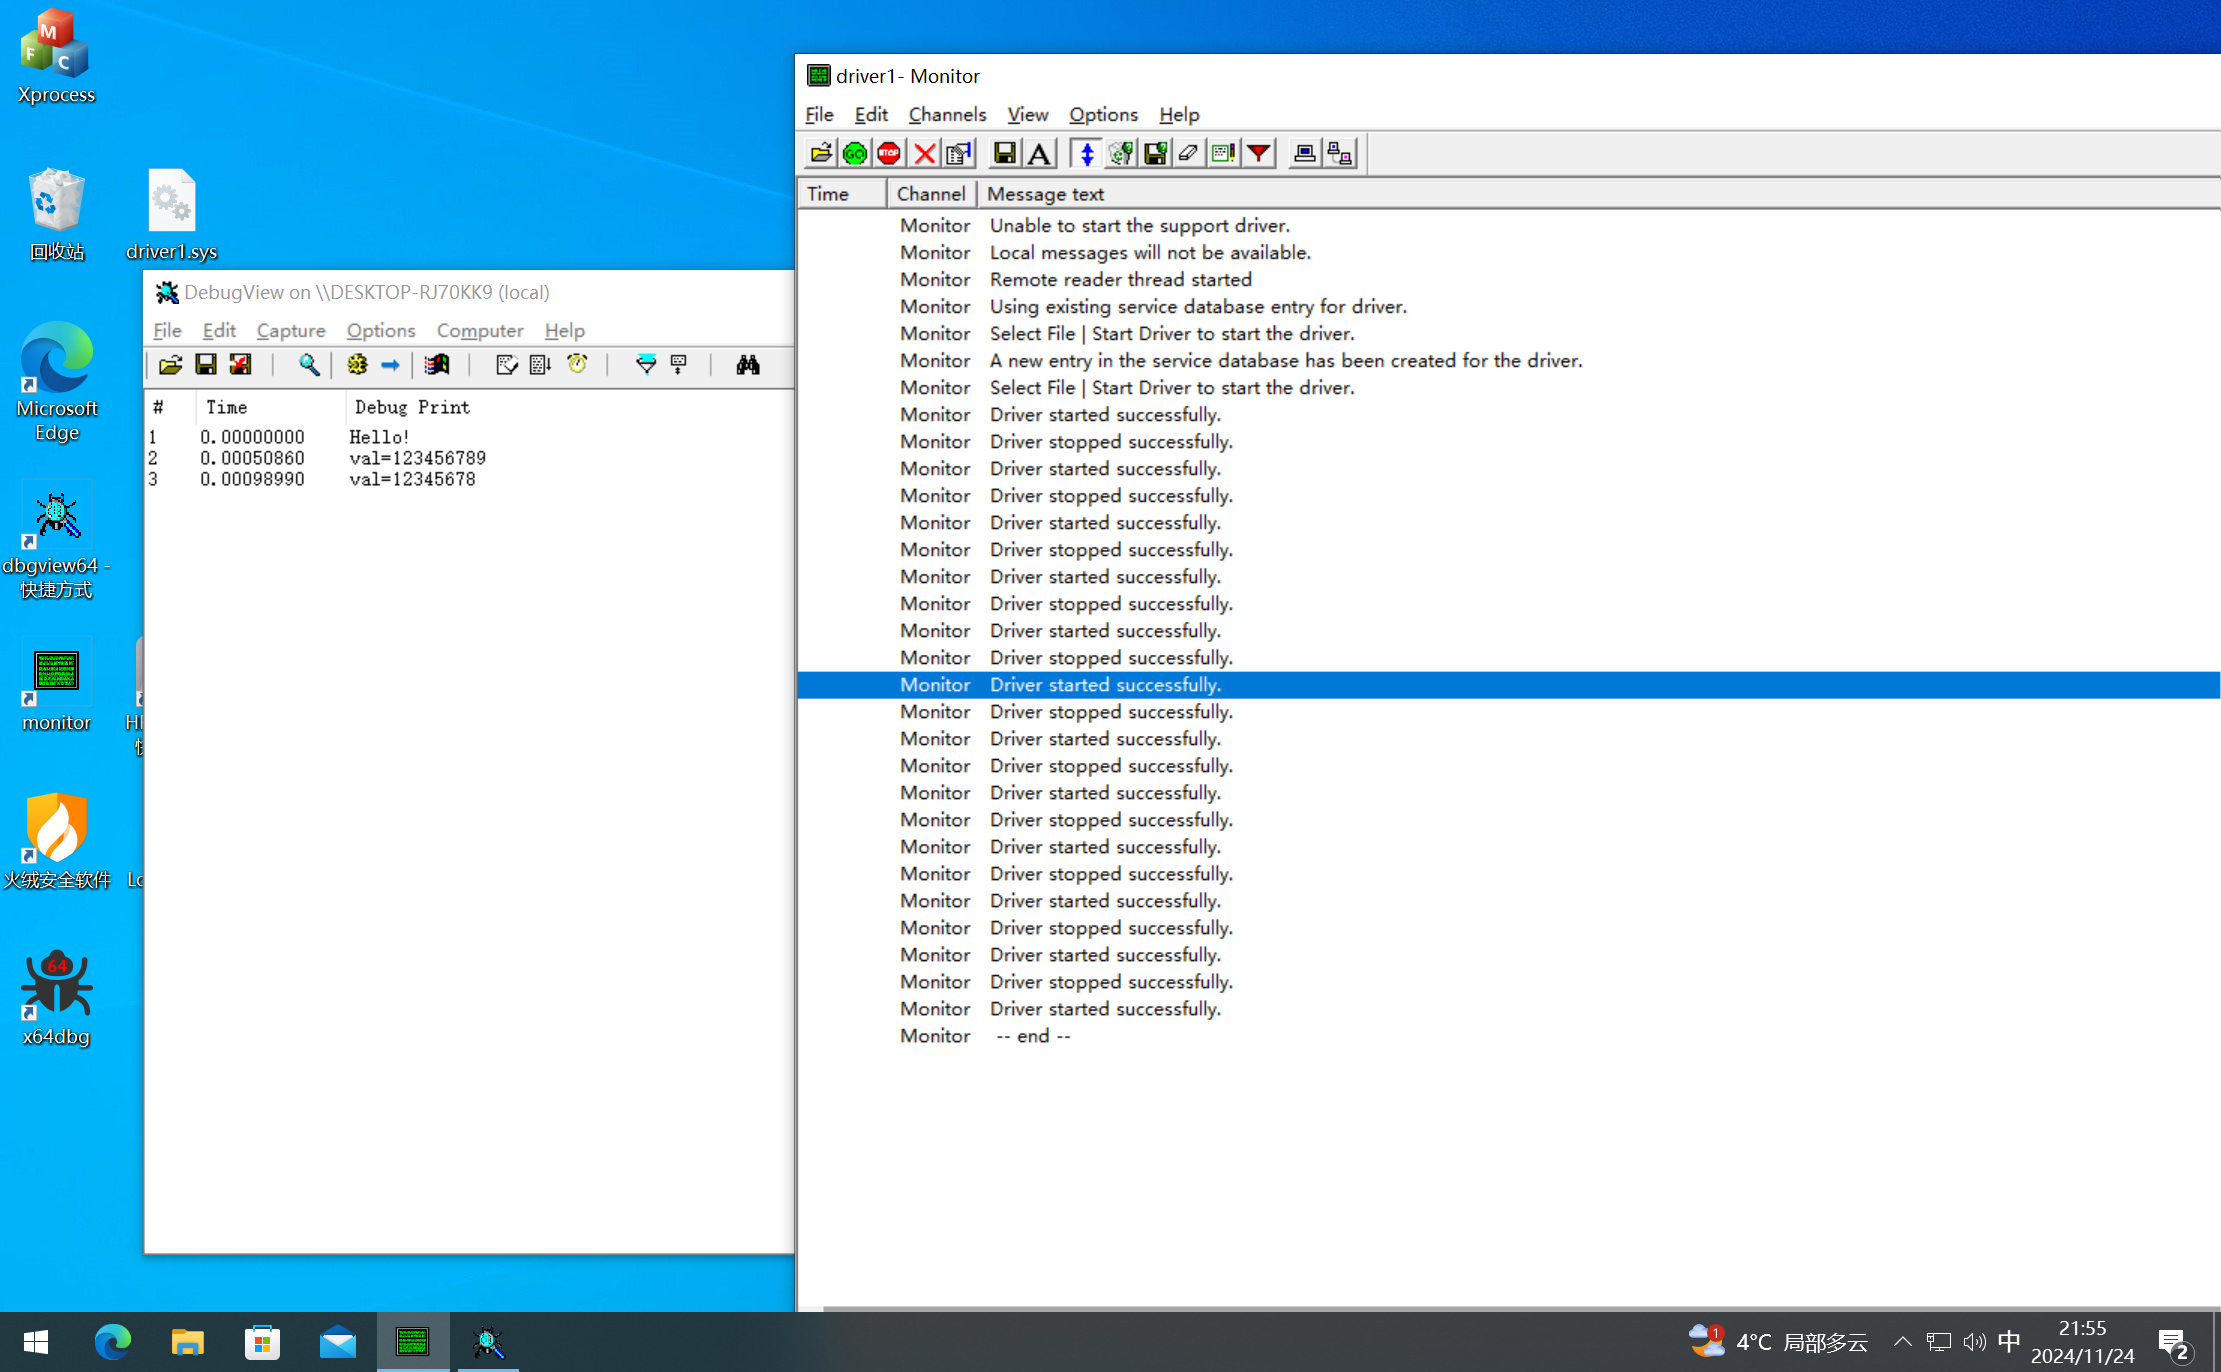 Xprocess
回收站
driver1.sys
Microsoft
Edge
dbgview64 -
快捷方式
monitor
火绒安全软件
64
x64dbg
DebugView on \\DESKTOP-RJ70KK9 (local)
File Edit Capture Options Computer Help
# Time Debug Print
1 0.00000000 Hello!
2 0.00050860 val=123456789
3 0.00098990 val=12345678
driver1- Monitor
File Edit Channels View Options Help
Time Channel Message text
Monitor Unable to start the support driver.
Monitor Local messages will not be available.
Monitor Remote reader thread started
Monitor Using existing service database entry for driver.
Monitor Select File | Start Driver to start the driver.
Monitor A new entry in the service database has been created for the driver.
Monitor Select File | Start Driver to start the driver.
Monitor Driver started successfully.
Monitor Driver stopped successfully.
Monitor Driver started successfully.
Monitor Driver stopped successfully.
Monitor Driver started successfully.
Monitor Driver stopped successfully.
Monitor Driver started successfully.
Monitor Driver stopped successfully.
Monitor Driver started successfully.
Monitor Driver stopped successfully.
Monitor Driver started successfully.
Monitor Driver stopped successfully.
Monitor Driver started successfully.
Monitor Driver stopped successfully.
Monitor Driver started successfully.
Monitor Driver stopped successfully.
Monitor Driver started successfully.
Monitor Driver stopped successfully.
Monitor Driver started successfully.
Monitor Driver stopped successfully.
Monitor Driver started successfully.
Monitor Driver stopped successfully.
Monitor Driver started successfully.
Monitor -- end --
1 4°C 局部多云 中 21:55
2024/11/24 2